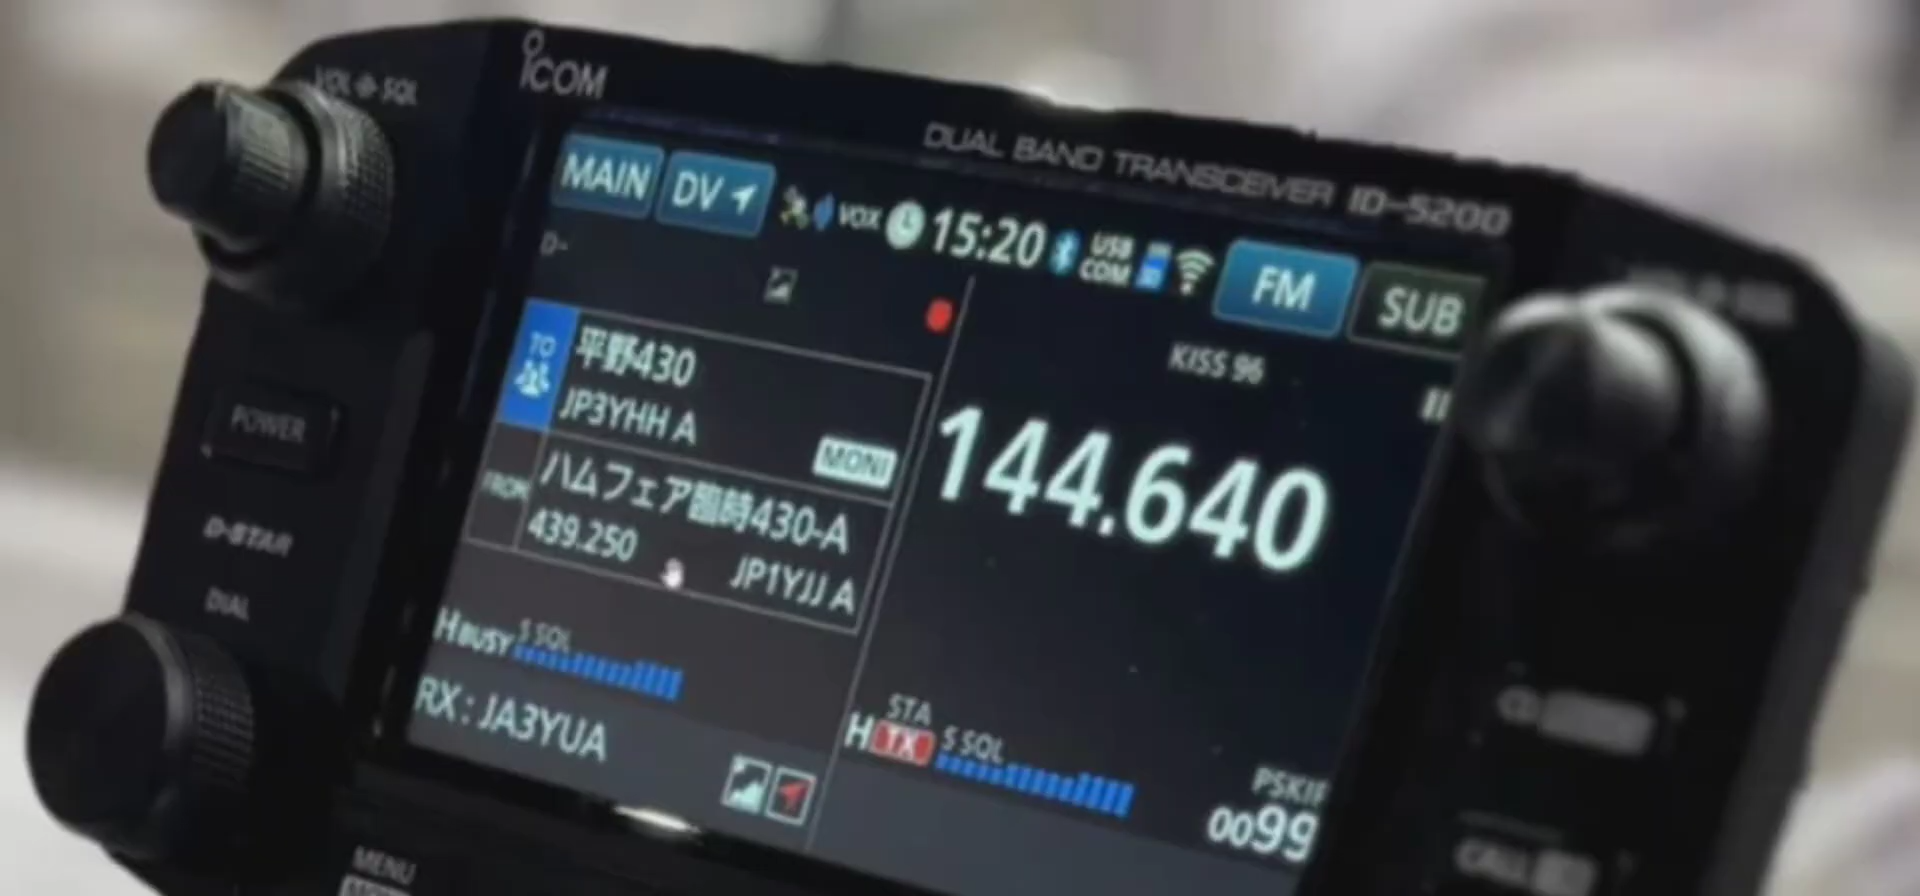 ICOM
VOL SQL
DUAL BAND TRANSCEIVER ID-5200
MAIN DV VOX 15:20 USB COM FM SUB
D-
KISS 96
TO
平野430
JP3YHH A
MONI
FROM
ハムフェア臨時430-A
439.250
JP1YJJ A
144.640
H BUSY S SQL
RX : JA3YUA
STA
H TX S SQL
PSKIP
0099
POWER
D-STAR
DIAL
MENU
CALL